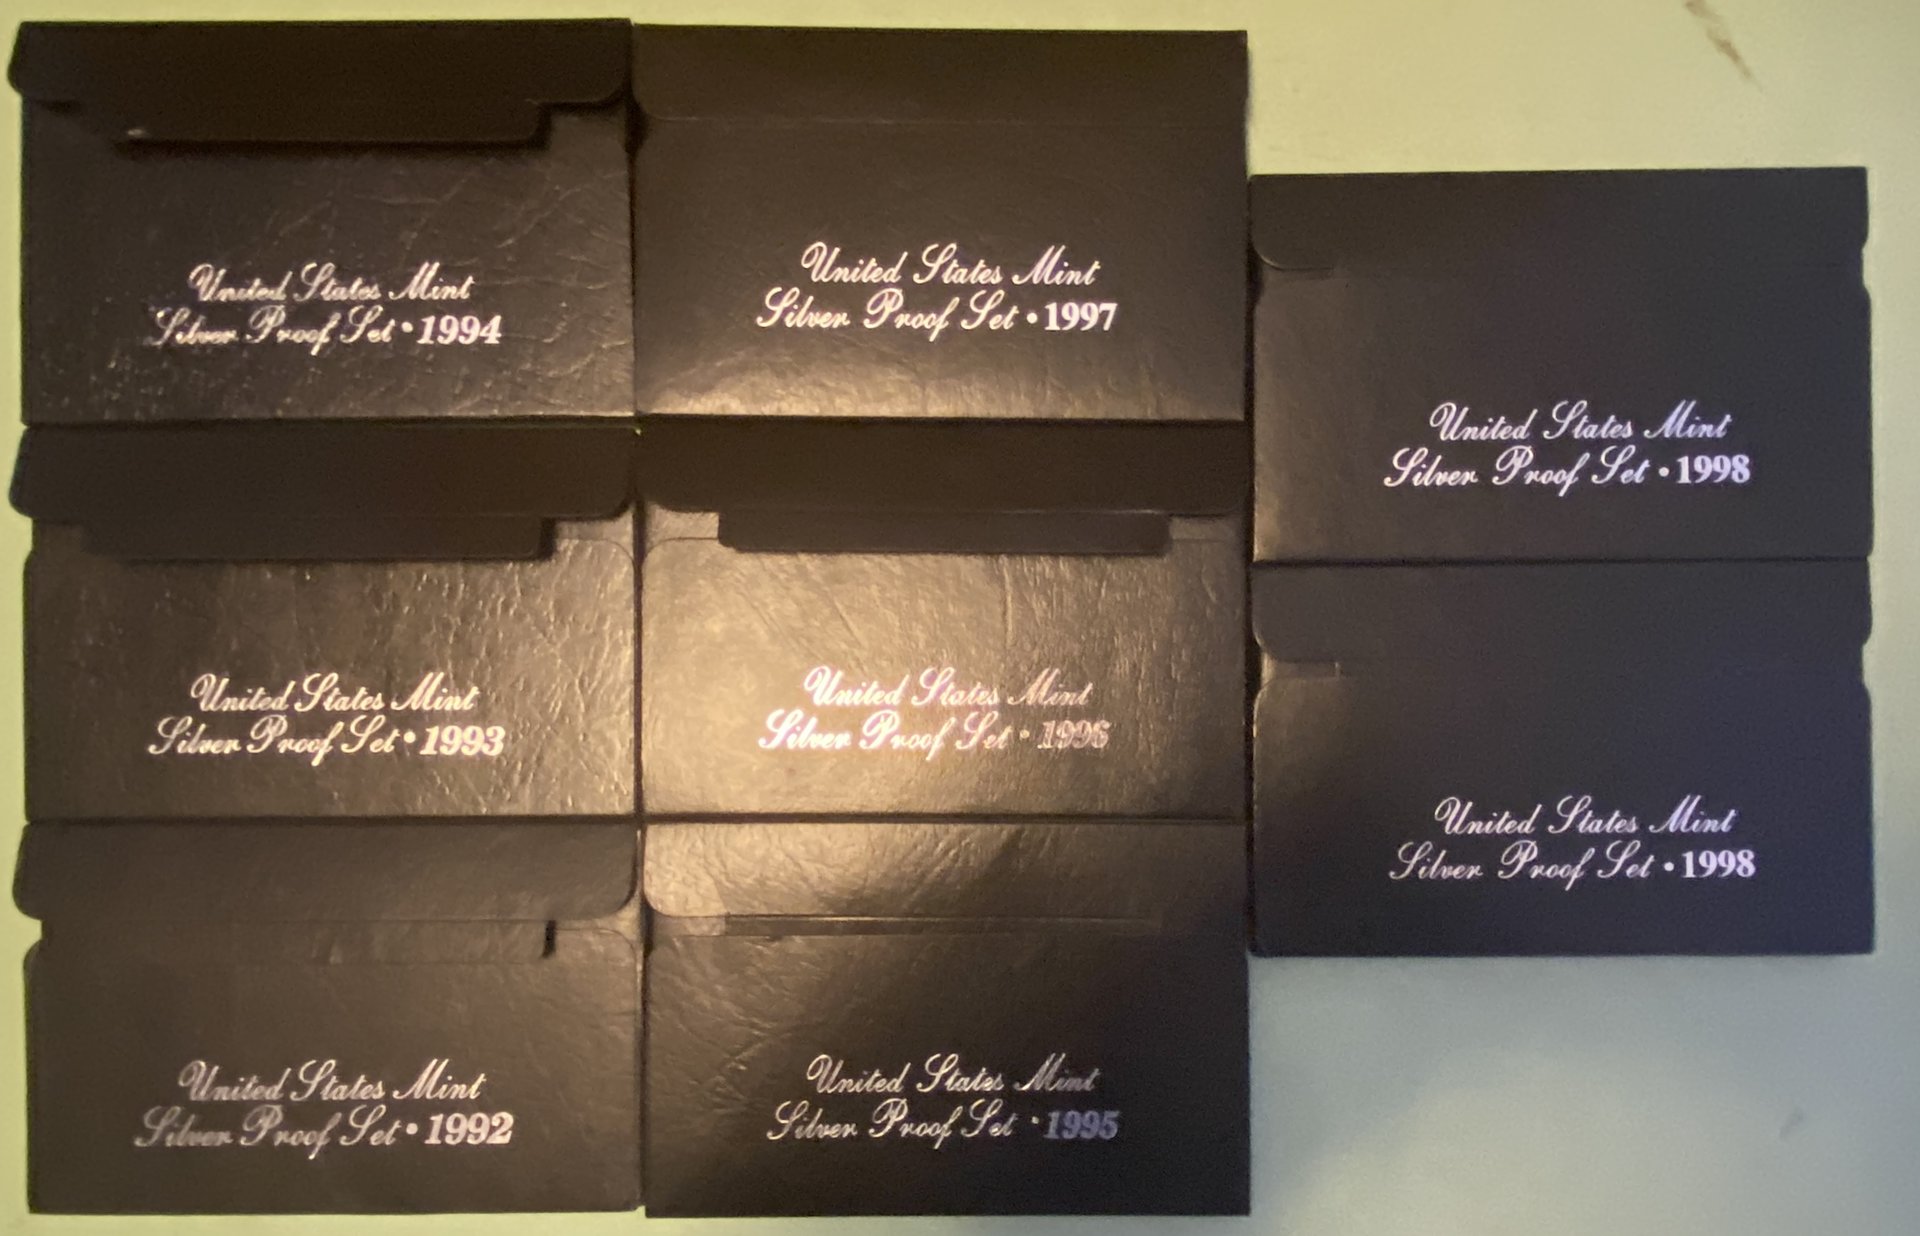 United States Mint
Silver Proof Set • 1994
United States Mint
Silver Proof Set • 1997
United States Mint
Silver Proof Set • 1998
United States Mint
Silver Proof Set • 1993
United States Mint
Silver Proof Set • 1996
United States Mint
Silver Proof Set • 1998
United States Mint
Silver Proof Set • 1992
United States Mint
Silver Proof Set • 1995